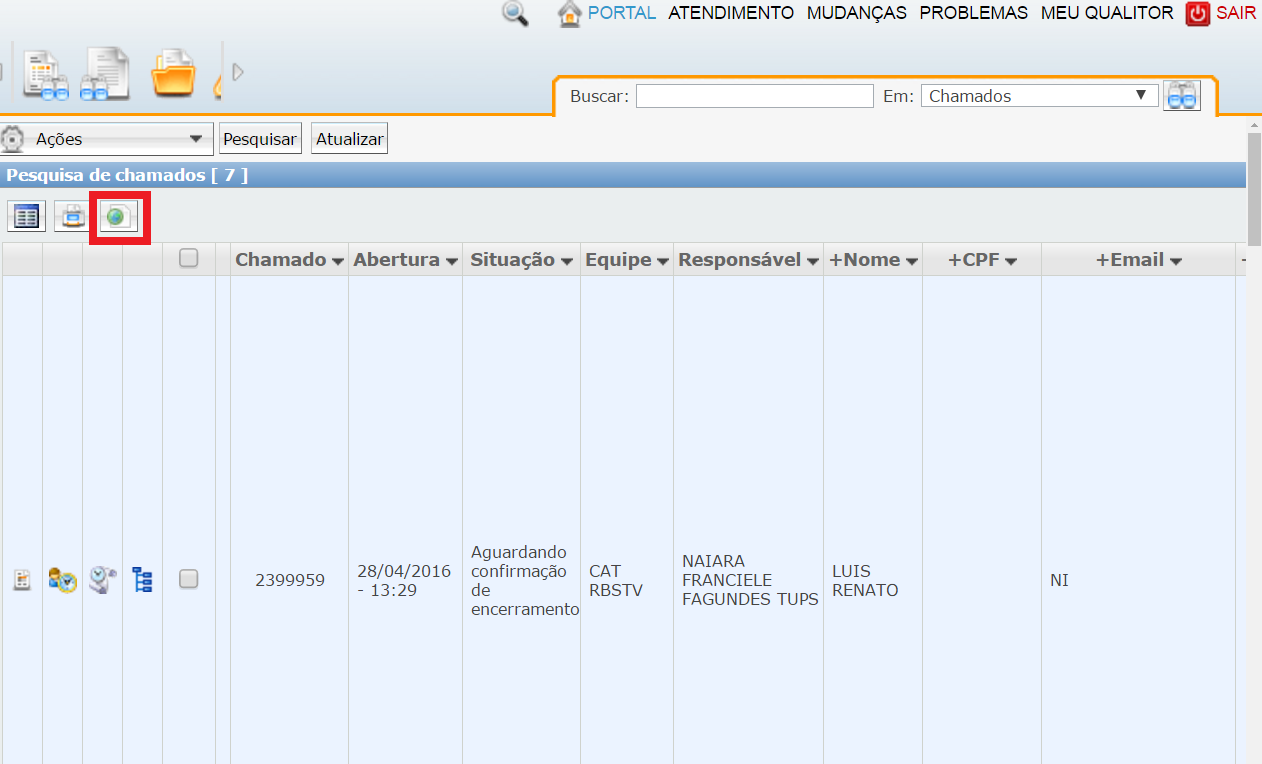 PORTAL ATENDIMENTO MUDANÇAS PROBLEMAS MEU QUALITOR SAIR
Buscar: Em: Chamados
Ações Pesquisar Atualizar
Pesquisa de chamados [ 7 ]
Chamado Abertura Situação Equipe Responsável +Nome +CPF +Email
2399959
28/04/2016
- 13:29
Aguardando
confirmação
de
encerramento
CAT
RBSTV
NAIARA
FRANCIELE
FAGUNDES TUPS
LUIS
RENATO
NI